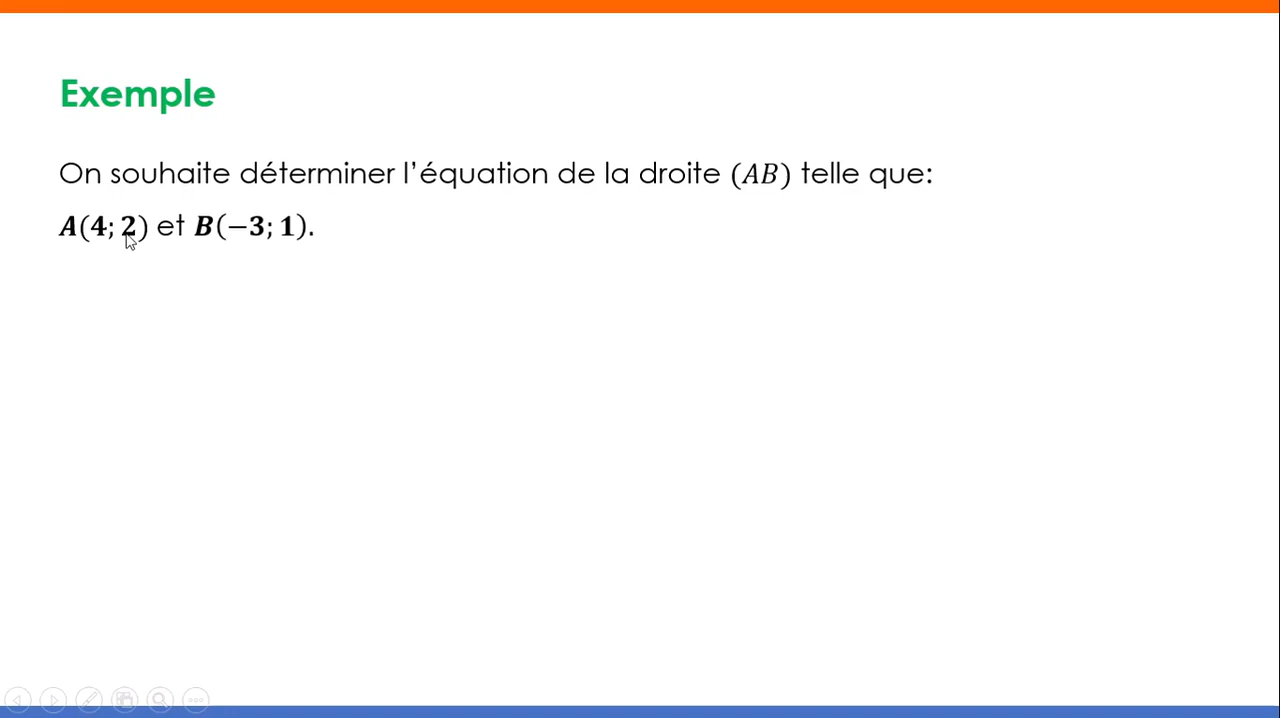 Exemple
On souhaite déterminer l’équation de la droite (AB) telle que:
A(4; 2) et B(−3; 1).